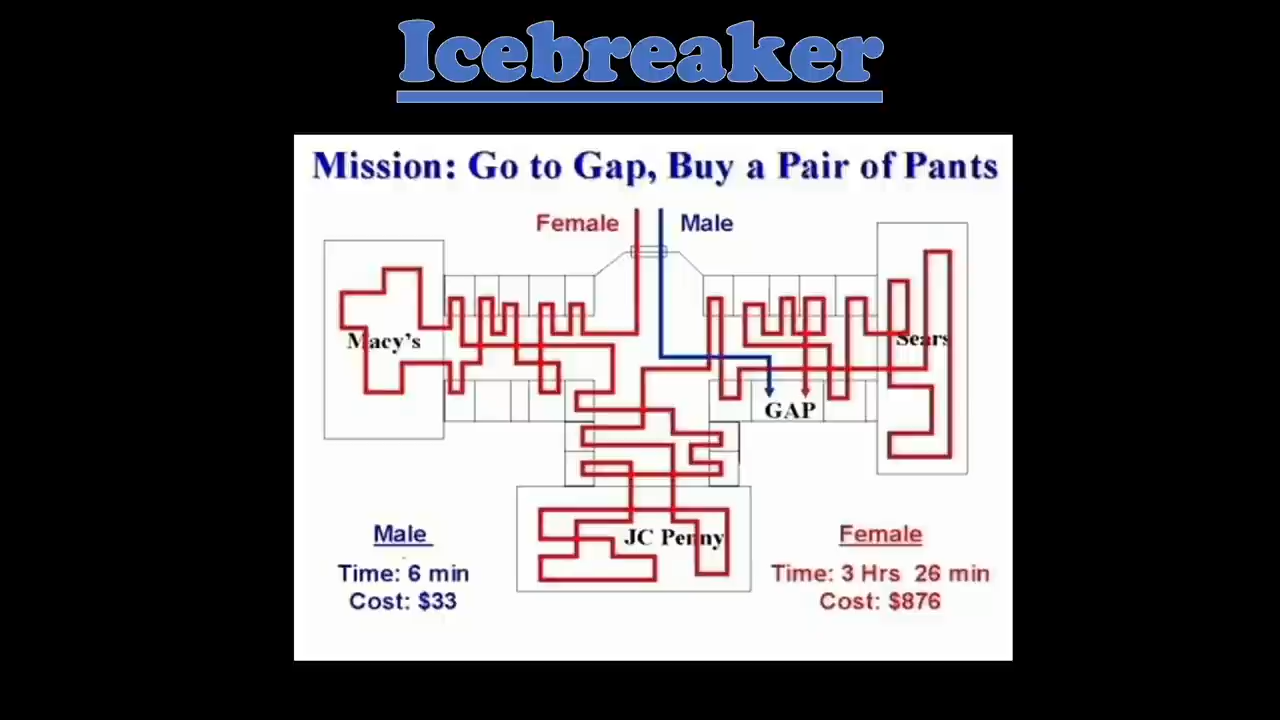 Icebreaker
Mission: Go to Gap, Buy a Pair of Pants
Female
Male
Macy's
Sears
GAP
JC Penny
Male
Time: 6 min
Cost: $33
Female
Time: 3 Hrs 26 min
Cost: $876